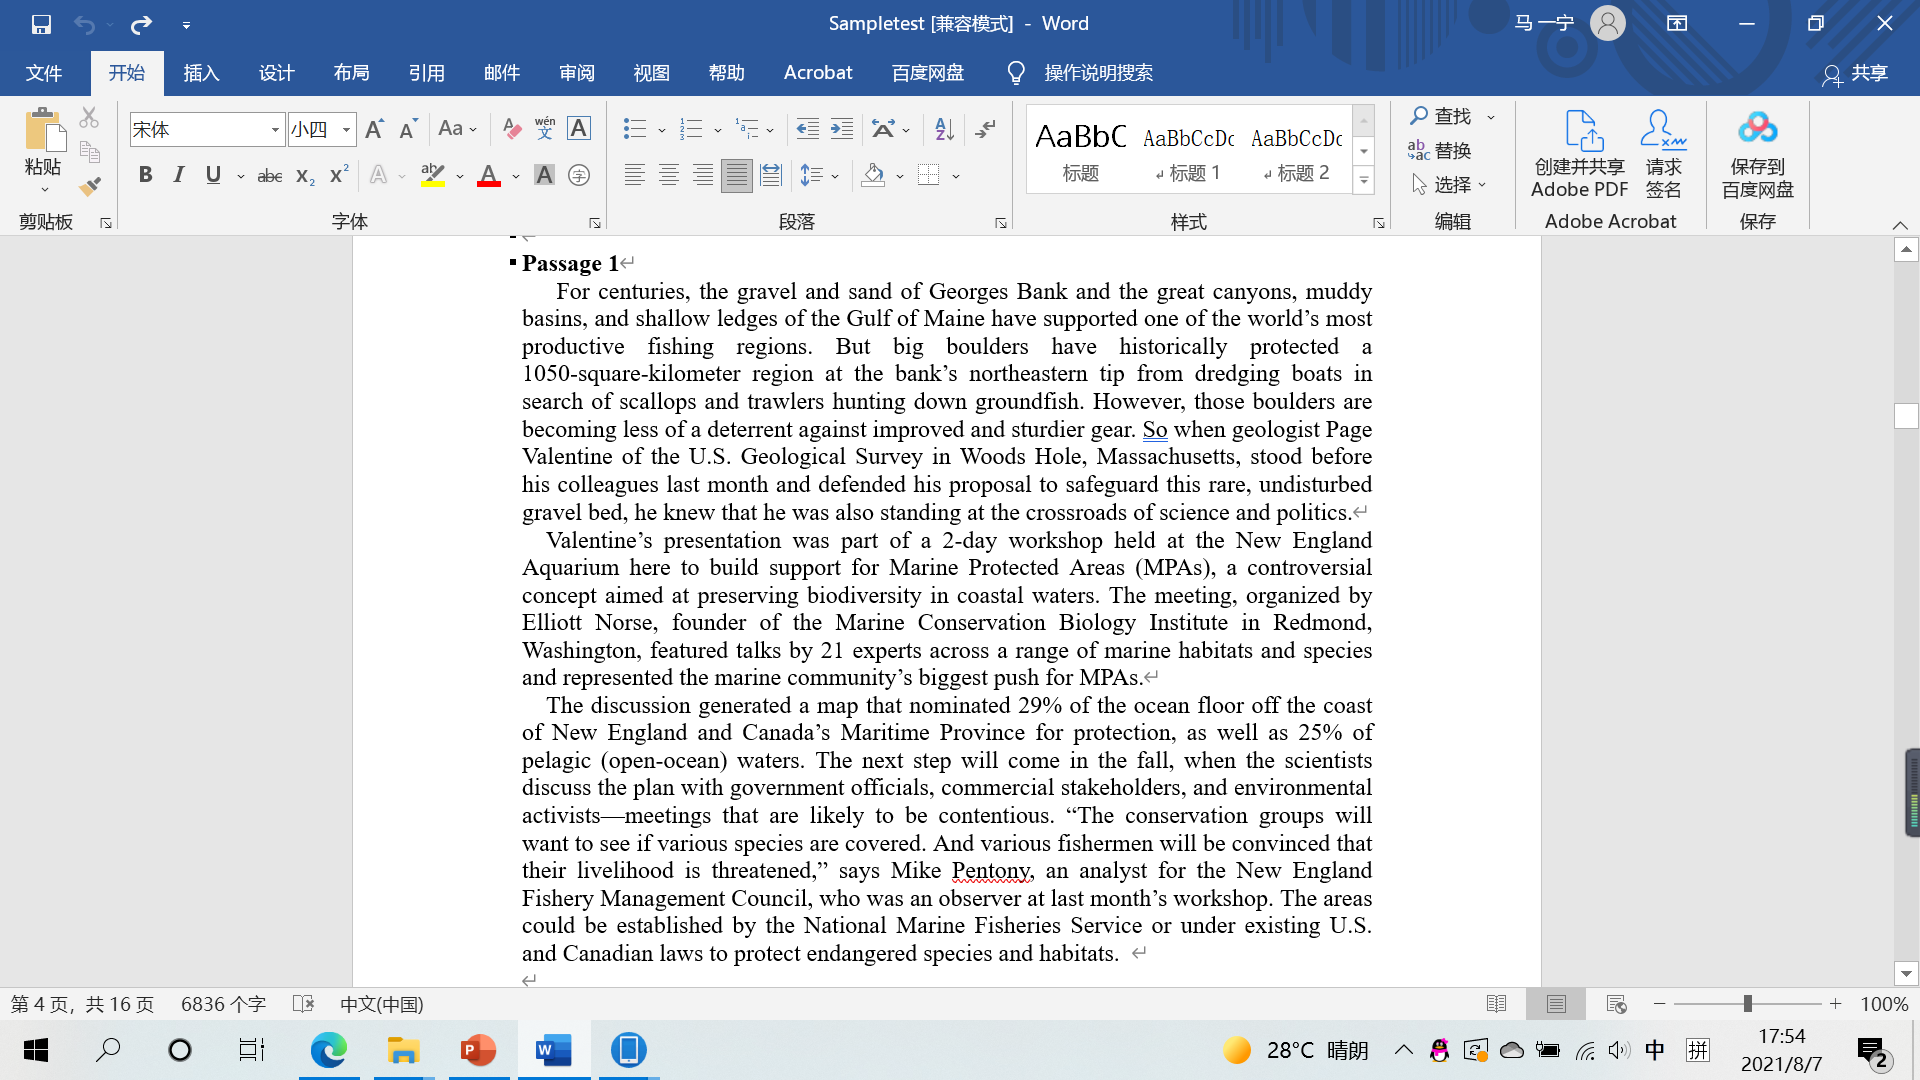 Sampletest [兼容模式] - Word
马 一宁
文件 开始 插入 设计 布局 引用 邮件 审阅 视图 帮助 Acrobat 百度网盘 操作说明搜索 共享
宋体 小四 Aa wén 文 A
粘贴
B I U abc X₂ X² A ab A A 字
AaBbC AaBbCcDc AaBbCcDc
标题 标题 1 标题 2
查找
替换
选择
创建并共享 Adobe PDF
请求签名
保存到百度网盘
剪贴板 字体 段落 样式 编辑 Adobe Acrobat 保存
Passage 1
For centuries, the gravel and sand of Georges Bank and the great canyons, muddy
basins, and shallow ledges of the Gulf of Maine have supported one of the world’s most
productive fishing regions. But big boulders have historically protected a
1050-square-kilometer region at the bank’s northeastern tip from dredging boats in
search of scallops and trawlers hunting down groundfish. However, those boulders are
becoming less of a deterrent against improved and sturdier gear. So when geologist Page
Valentine of the U.S. Geological Survey in Woods Hole, Massachusetts, stood before
his colleagues last month and defended his proposal to safeguard this rare, undisturbed
gravel bed, he knew that he was also standing at the crossroads of science and politics.
Valentine’s presentation was part of a 2-day workshop held at the New England
Aquarium here to build support for Marine Protected Areas (MPAs), a controversial
concept aimed at preserving biodiversity in coastal waters. The meeting, organized by
Elliott Norse, founder of the Marine Conservation Biology Institute in Redmond,
Washington, featured talks by 21 experts across a range of marine habitats and species
and represented the marine community’s biggest push for MPAs.
The discussion generated a map that nominated 29% of the ocean floor off the coast
of New England and Canada’s Maritime Province for protection, as well as 25% of
pelagic (open-ocean) waters. The next step will come in the fall, when the scientists
discuss the plan with government officials, commercial stakeholders, and environmental
activists—meetings that are likely to be contentious. “The conservation groups will
want to see if various species are covered. And various fishermen will be convinced that
their livelihood is threatened,” says Mike Pentony, an analyst for the New England
Fishery Management Council, who was an observer at last month’s workshop. The areas
could be established by the National Marine Fisheries Service or under existing U.S.
and Canadian laws to protect endangered species and habitats.
第 4 页，共 16 页 6836 个字 中文(中国) 100%
28°C 晴朗 中 拼 17:54
2021/8/7
2